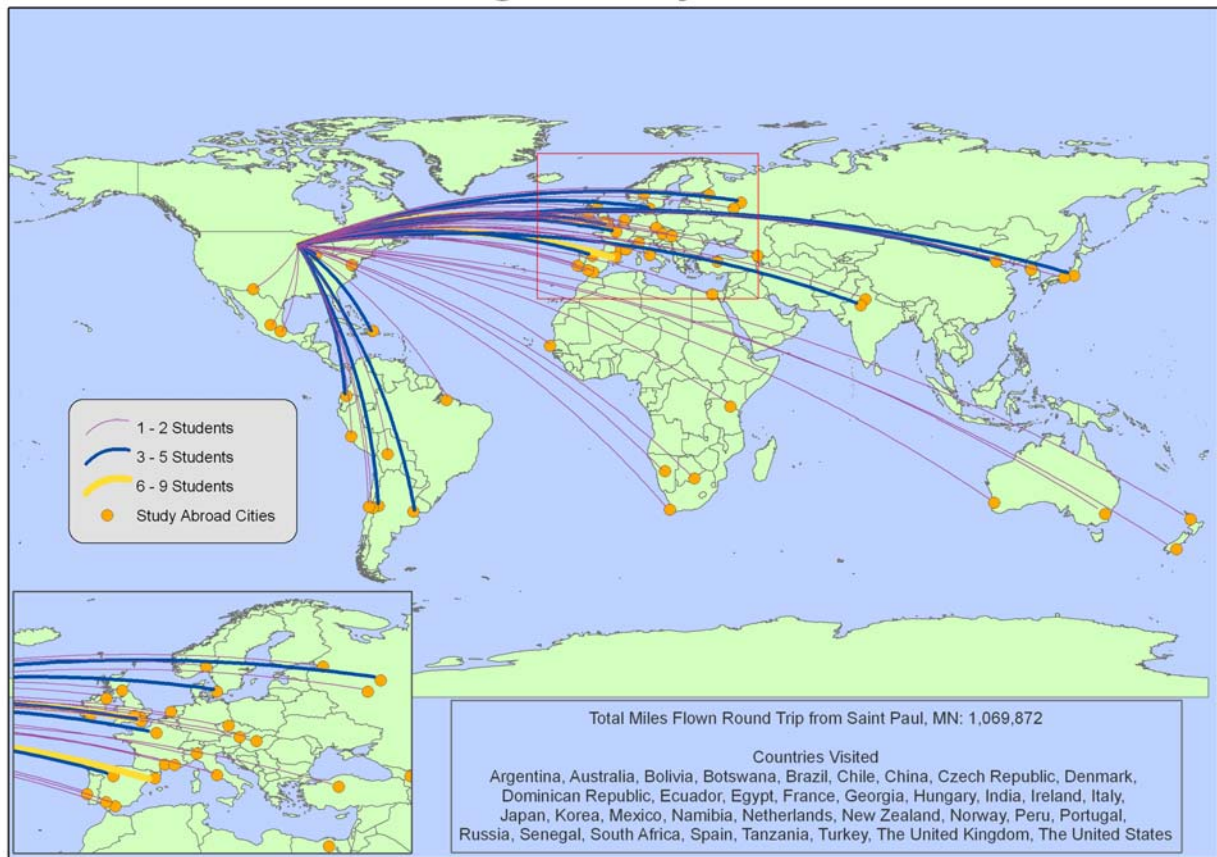 1 - 2 Students
3 - 5 Students
6 - 9 Students
Study Abroad Cities
Total Miles Flown Round Trip from Saint Paul, MN: 1,069,872
Countries Visited
Argentina, Australia, Bolivia, Botswana, Brazil, Chile, China, Czech Republic, Denmark,
Dominican Republic, Ecuador, Egypt, France, Georgia, Hungary, India, Ireland, Italy,
Japan, Korea, Mexico, Namibia, Netherlands, New Zealand, Norway, Peru, Portugal,
Russia, Senegal, South Africa, Spain, Tanzania, Turkey, The United Kingdom, The United States